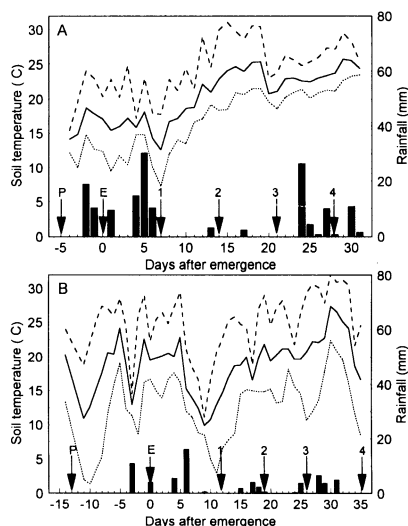 A
Soil temperature ( C)
30
25
20
15
10
5
0
80
60
40
20
0
Rainfall (mm)
P
E
1
2
3
4
-5 0 5 10 15 20 25 30
Days after emergence
B
Soil temperature ( C)
30
25
20
15
10
5
0
80
60
40
20
0
Rainfall (mm)
P
E
1
2
3
4
-15 -10 -5 0 5 10 15 20 25 30 35
Days after emergence